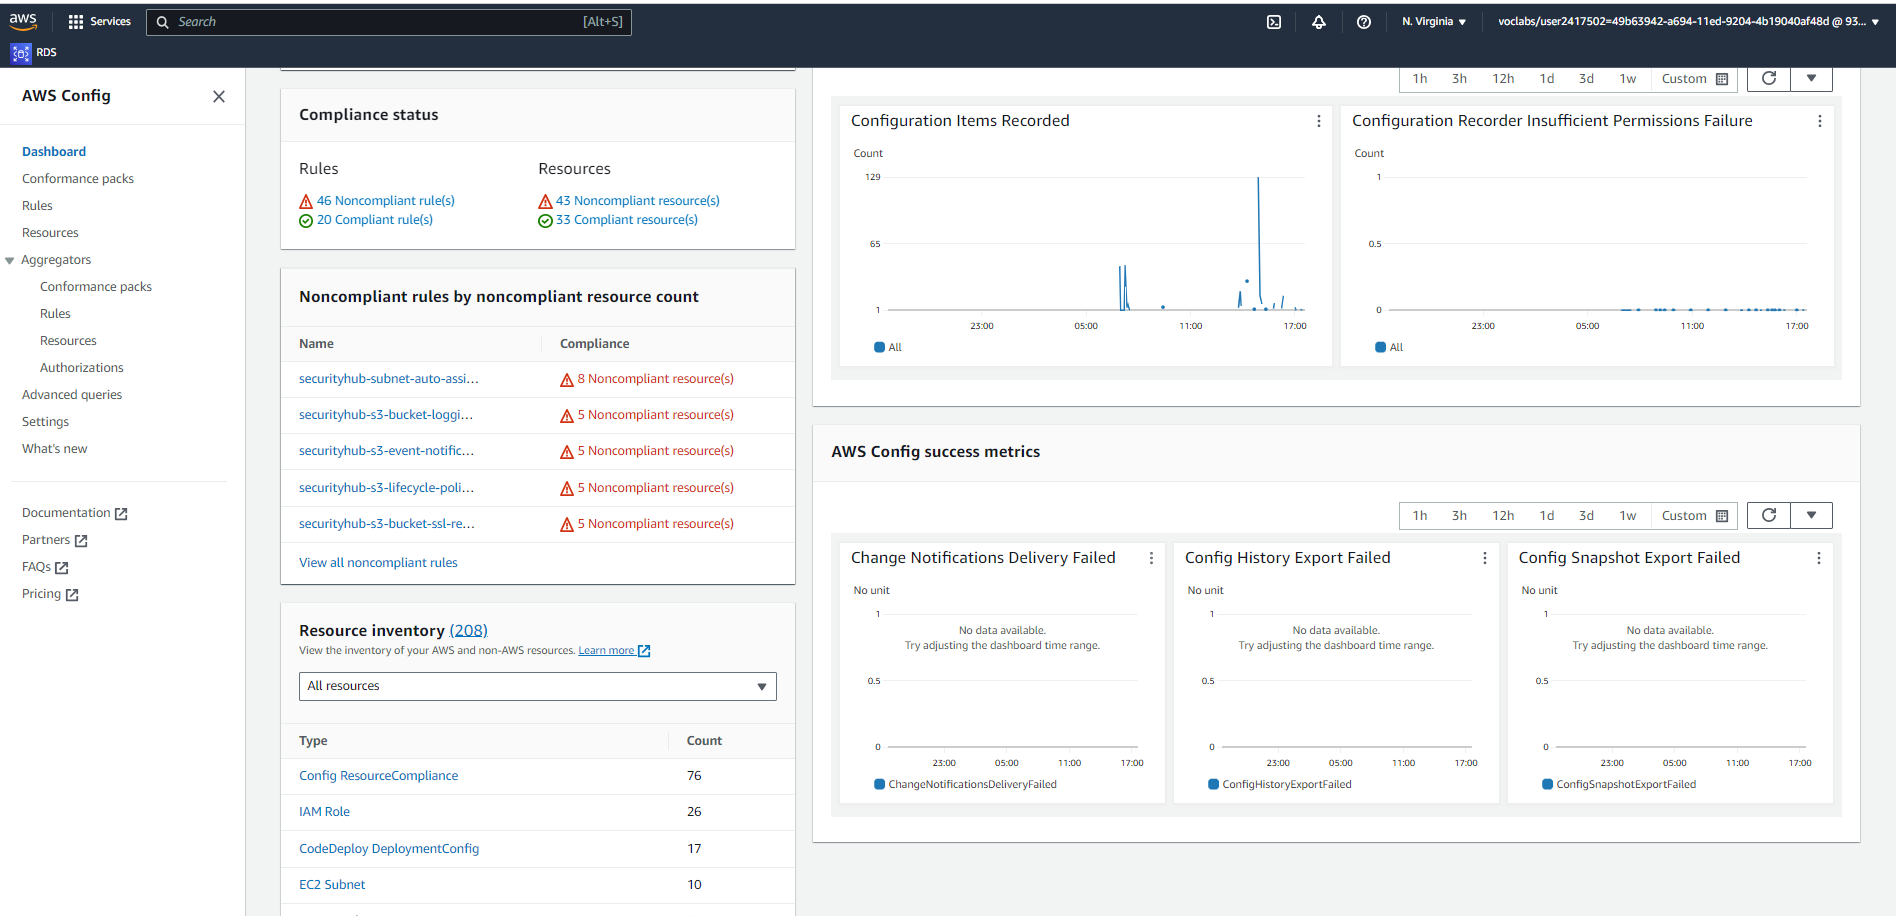 aws
Services
Search
[Alt+S]
N. Virginia
voclabs/user2417502=49b63942-a694-11ed-9204-4b19040af48d @ 93...
RDS
AWS Config
Dashboard
Conformance packs
Rules
Resources
Aggregators
Conformance packs
Rules
Resources
Authorizations
Advanced queries
Settings
What's new
Documentation
Partners
FAQs
Pricing
Compliance status
Rules
46 Noncompliant rule(s)
20 Compliant rule(s)
Resources
43 Noncompliant resource(s)
33 Compliant resource(s)
Noncompliant rules by noncompliant resource count
Name Compliance
securityhub-subnet-auto-assi... 8 Noncompliant resource(s)
securityhub-s3-bucket-loggi... 5 Noncompliant resource(s)
securityhub-s3-event-notific... 5 Noncompliant resource(s)
securityhub-s3-lifecycle-poli... 5 Noncompliant resource(s)
securityhub-s3-bucket-ssl-re... 5 Noncompliant resource(s)
View all noncompliant rules
Resource inventory (208)
View the inventory of your AWS and non-AWS resources. Learn more
All resources
Type Count
Config ResourceCompliance 76
IAM Role 26
CodeDeploy DeploymentConfig 17
EC2 Subnet 10
1h 3h 12h 1d 3d 1w Custom
Configuration Items Recorded
Count
129
65
1
23:00 05:00 11:00 17:00
All
Configuration Recorder Insufficient Permissions Failure
Count
1
0.5
0
23:00 05:00 11:00 17:00
All
AWS Config success metrics
1h 3h 12h 1d 3d 1w Custom
Change Notifications Delivery Failed
No unit
1
No data available.
Try adjusting the dashboard time range.
0.5
0
23:00 05:00 11:00 17:00
ChangeNotificationsDeliveryFailed
Config History Export Failed
No unit
1
No data available.
Try adjusting the dashboard time range.
0.5
0
23:00 05:00 11:00 17:00
ConfigHistoryExportFailed
Config Snapshot Export Failed
No unit
1
No data available.
Try adjusting the dashboard time range.
0.5
0
23:00 05:00 11:00 17:00
ConfigSnapshotExportFailed